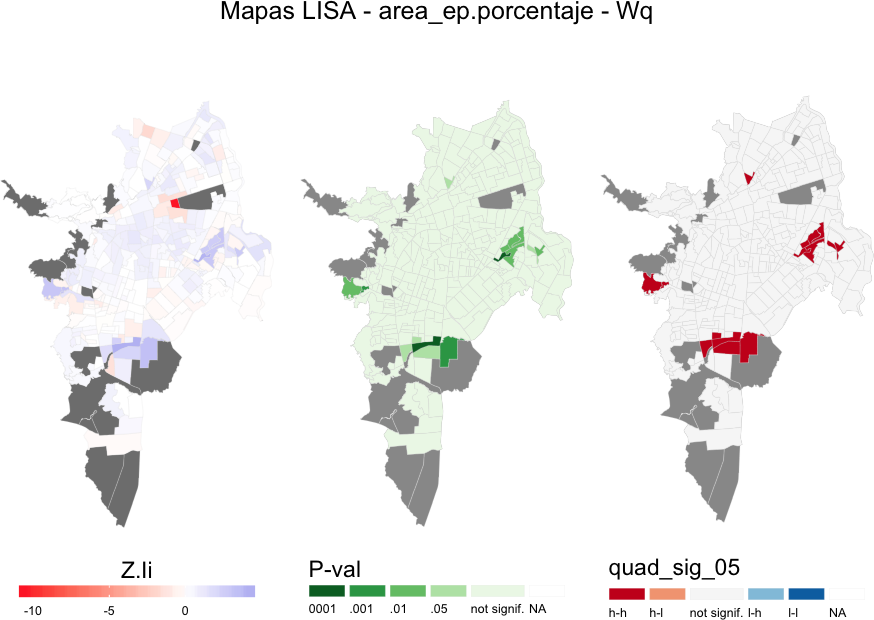 Mapas LISA - area_ep.porcentaje - Wq
Z.Ii
-10 -5 0
P-val
0001 .001 .01 .05 not signif. NA
quad_sig_05
h-h h-l not signif. l-h l-l NA